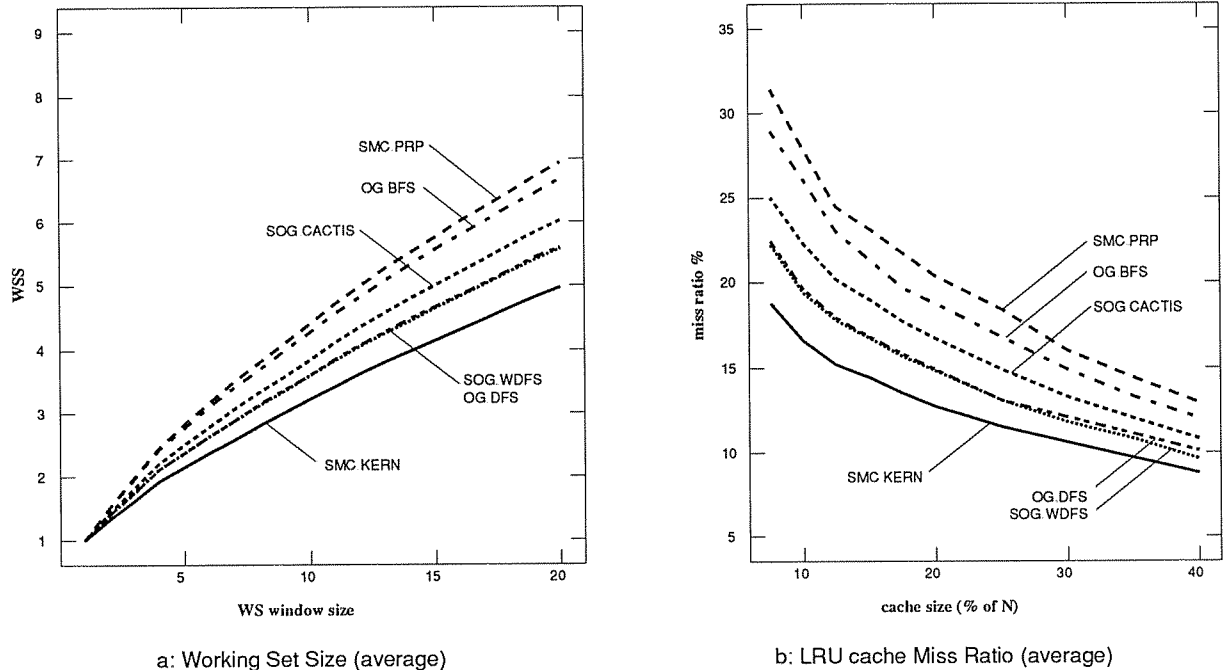 9
8
7
6
5
4
3
2
1
WSS
SMC.PRP
OG.BFS
SOG.CACTIS
SOG.WDFS
OG.DFS
SMC.KERN
5
10
15
20
WS window size
a: Working Set Size (average)
35
30
25
20
15
10
5
miss ratio %
SMC.PRP
OG.BFS
SOG.CACTIS
SMC.KERN
OG.DFS
SOG.WDFS
10
20
30
40
cache size (% of N)
b: LRU cache Miss Ratio (average)